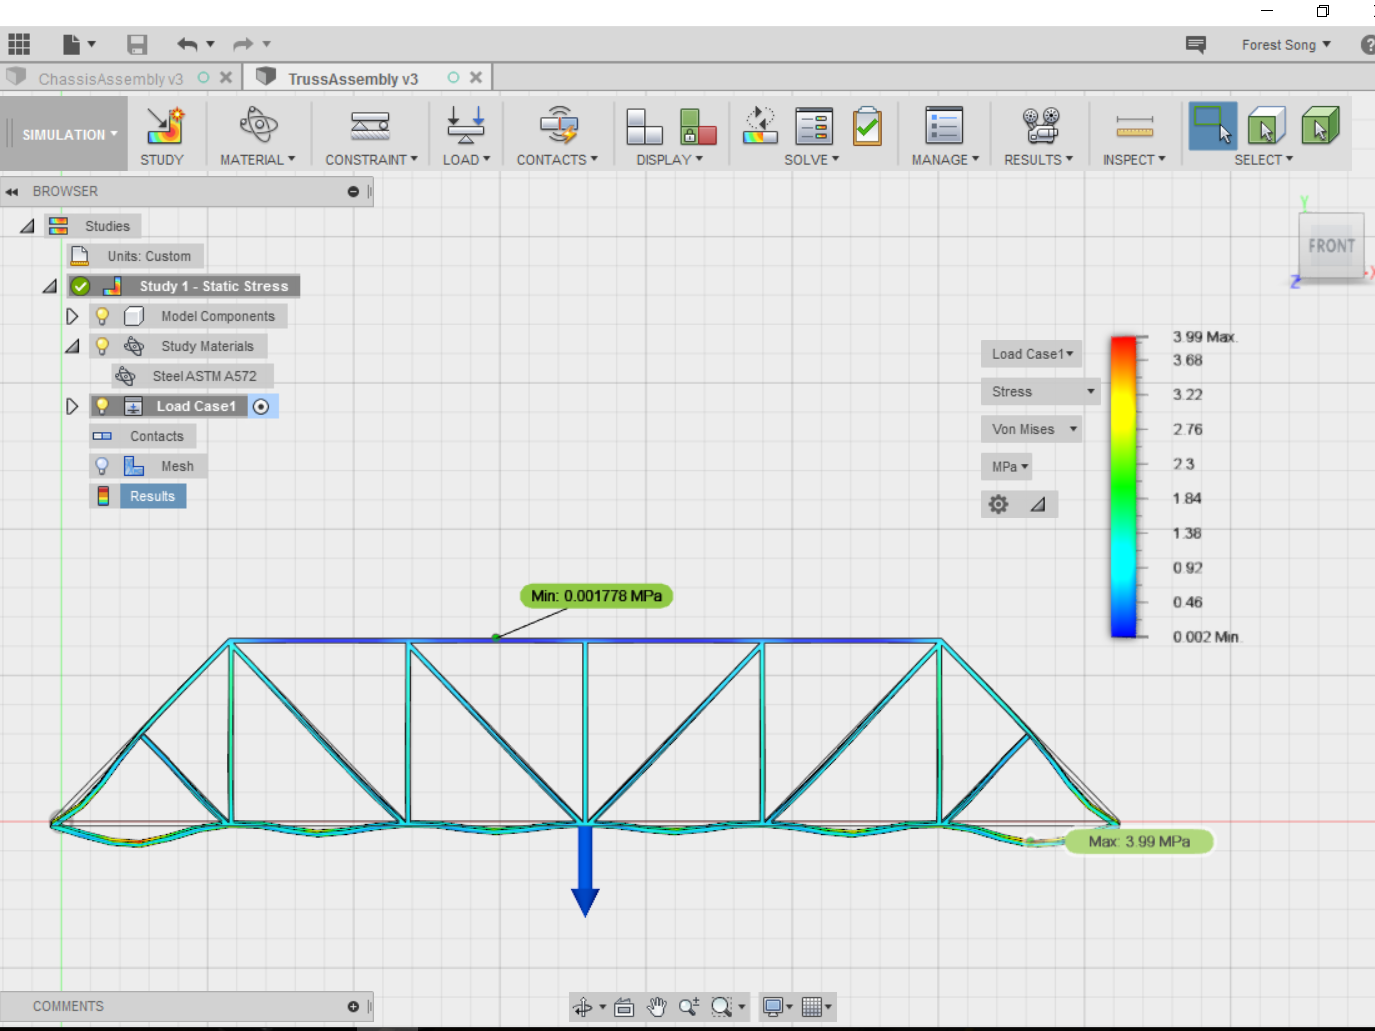 Forest Song
?
ChassisAssembly v3
TrussAssembly v3
SIMULATION
STUDY
MATERIAL
CONSTRAINT
LOAD
CONTACTS
DISPLAY
SOLVE
MANAGE
RESULTS
INSPECT
SELECT
BROWSER
Studies
Units: Custom
Study 1 - Static Stress
Model Components
Study Materials
Steel ASTM A572
Load Case1
Contacts
Mesh
Results
Y
FRONT
Z
X
Load Case1
Stress
Von Mises
MPa
3.99 Max.
3.68
3.22
2.76
2.3
1.84
1.38
0.92
0.46
0.002 Min.
Min: 0.001778 MPa
Max: 3.99 MPa
COMMENTS